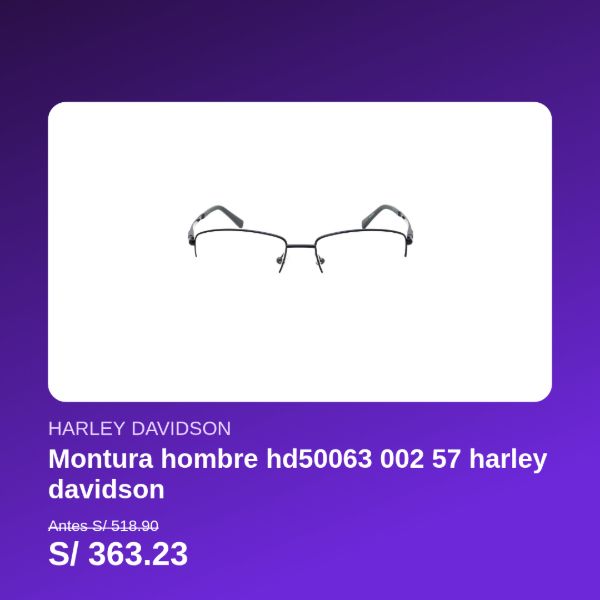 HARLEY DAVIDSON
Montura hombre hd50063 002 57 harley
davidson
Antes S/ 518.90
S/ 363.23